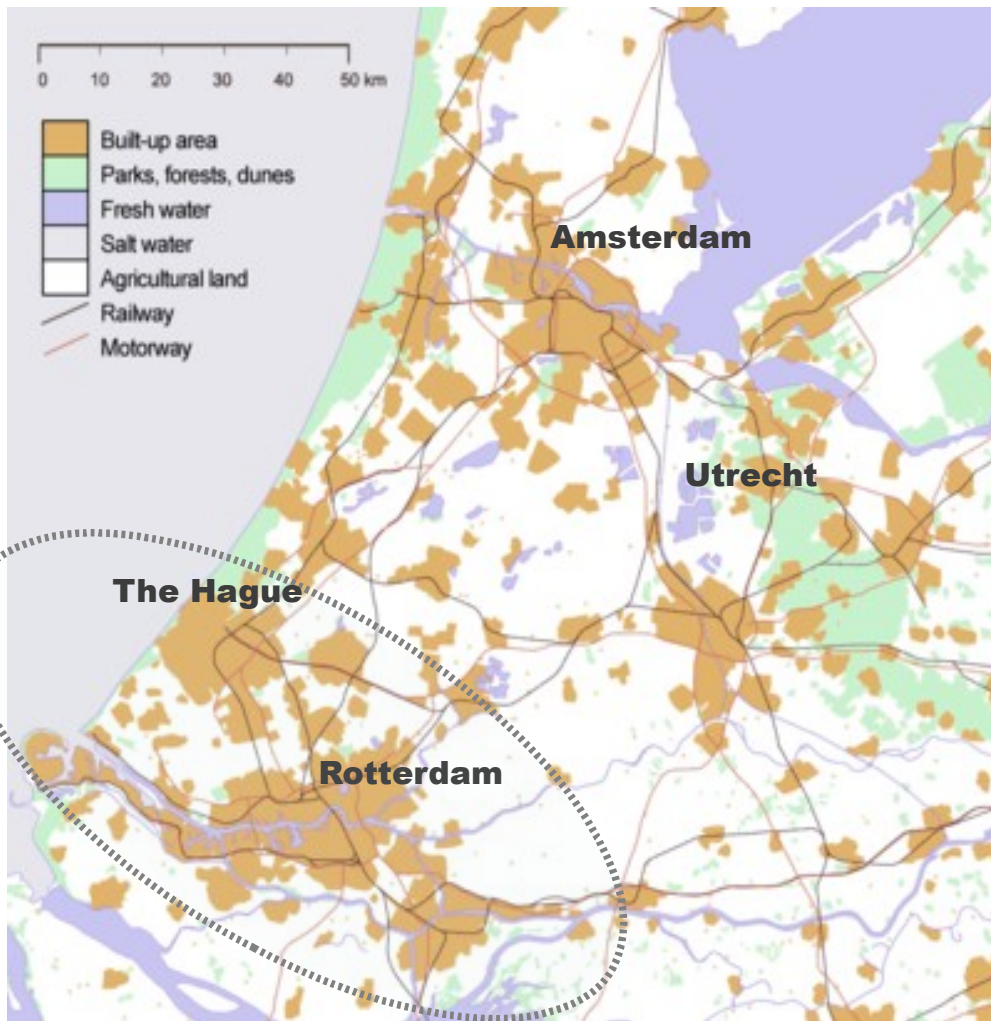 0 10 20 30 40 50 km
Built-up area
Parks, forests, dunes
Fresh water
Salt water
Agricultural land
Railway
Motorway
Amsterdam
Utrecht
The Hague
Rotterdam